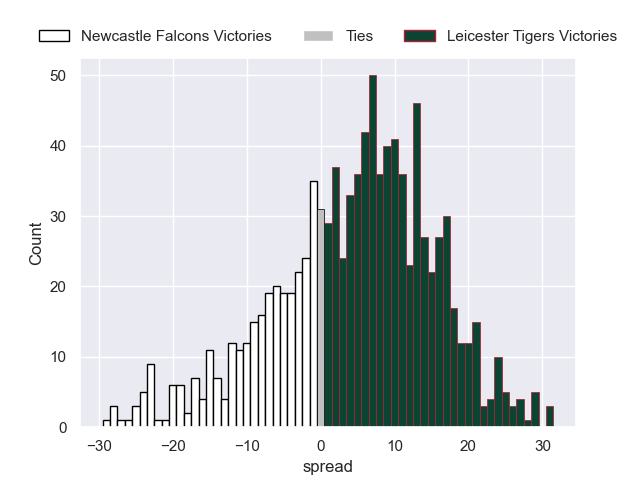 Newcastle Falcons Victories Ties Leicester Tigers Victories
50
40
30
20
10
0
Count
−30 −20 −10 0 10 20 30
spread